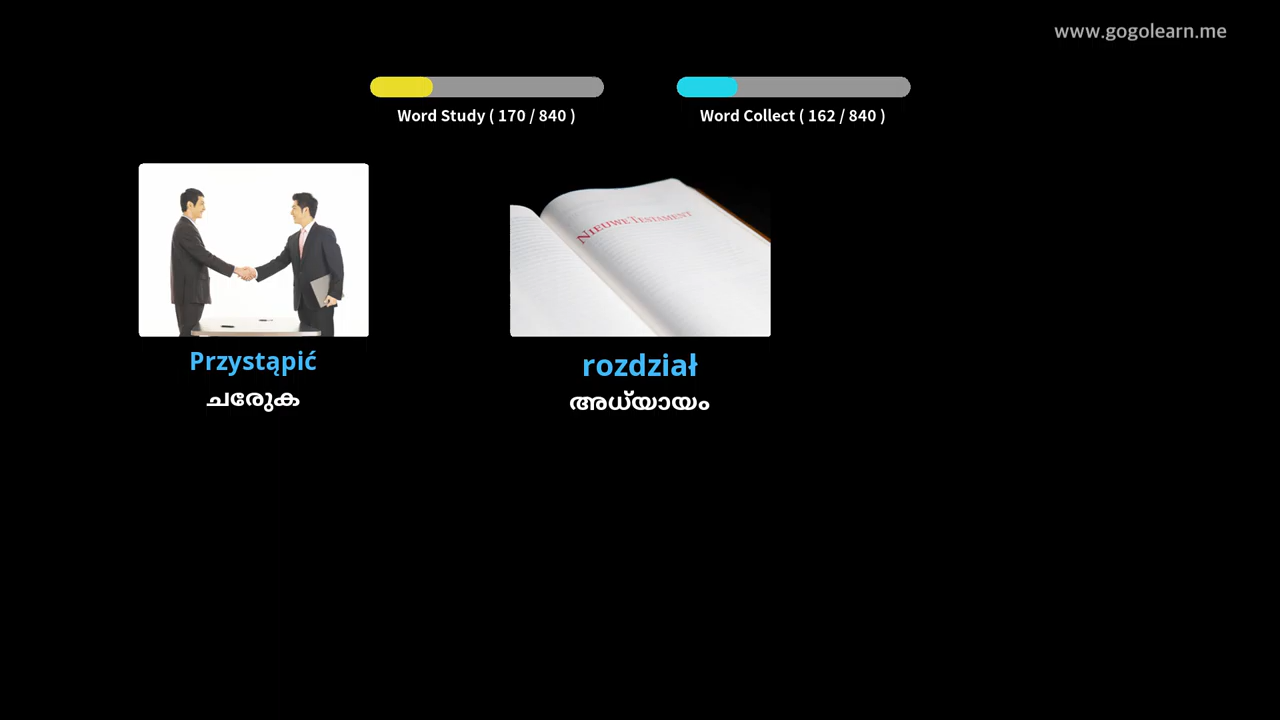 www.gogolearn.me
Word Study ( 170 / 840 )
Word Collect ( 162 / 840 )
NIEUWE TESTAMENT
Przystąpić
ചേരുക
rozdział
അധ്യായം